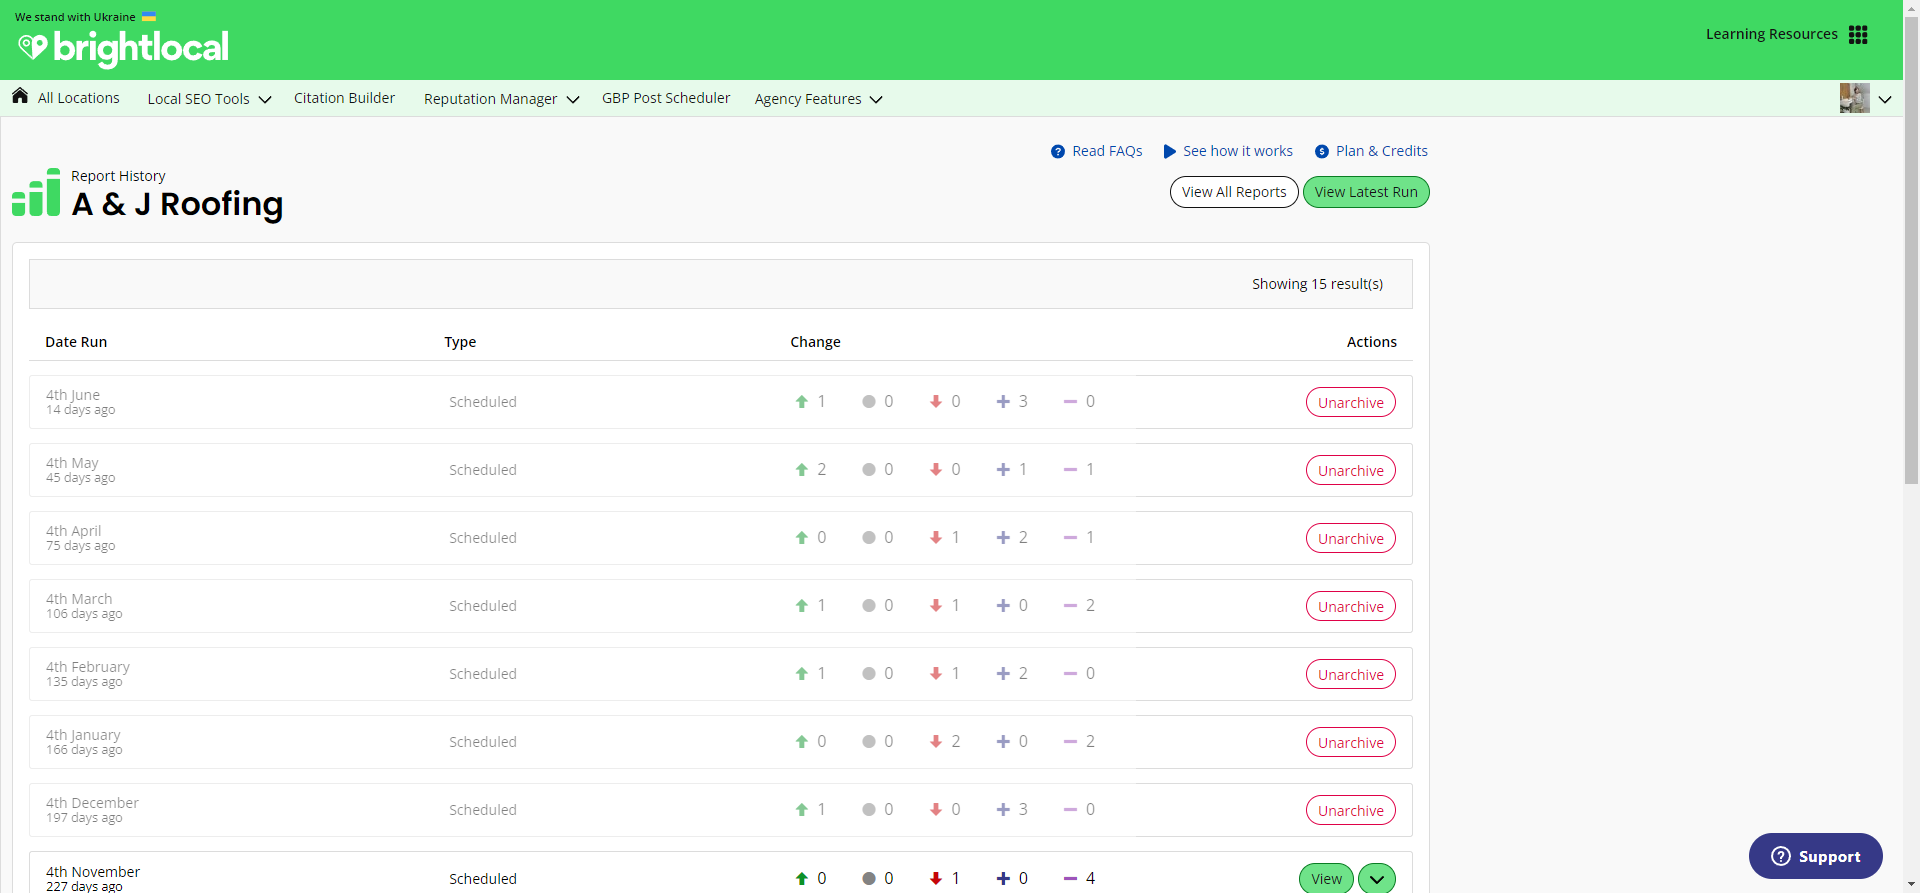 We stand with Ukraine
brightlocal
Learning Resources
All Locations Local SEO Tools Citation Builder Reputation Manager GBP Post Scheduler Agency Features
Read FAQs See how it works Plan & Credits
Report History
A & J Roofing
View All Reports View Latest Run
Showing 15 result(s)
Date Run Type Change Actions
4th June
14 days ago
Scheduled 1 0 0 3 0 Unarchive
4th May
45 days ago
Scheduled 2 0 0 1 1 Unarchive
4th April
75 days ago
Scheduled 0 0 1 2 1 Unarchive
4th March
106 days ago
Scheduled 1 0 1 0 2 Unarchive
4th February
135 days ago
Scheduled 1 0 1 2 0 Unarchive
4th January
166 days ago
Scheduled 0 0 2 0 2 Unarchive
4th December
197 days ago
Scheduled 1 0 0 3 0 Unarchive
4th November
227 days ago
Scheduled 0 0 1 0 4 View
Support